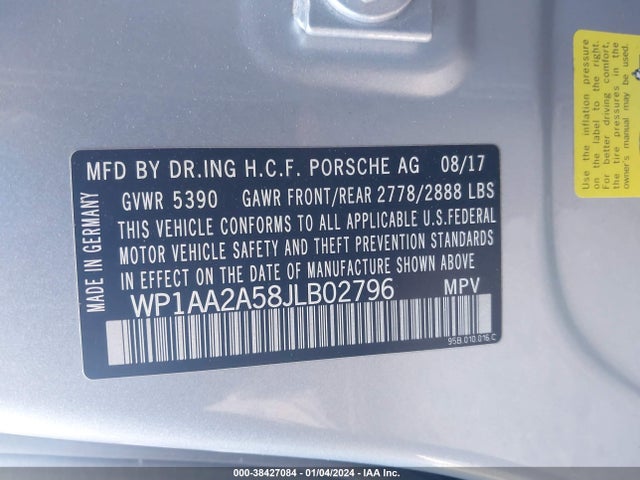 MFD BY DR.ING H.C.F. PORSCHE AG 08/17
GVWR 5390 GAWR FRONT/REAR 2778/2888 LBS
THIS VEHICLE CONFORMS TO ALL APPLICABLE U.S.FEDERAL
MOTOR VEHICLE SAFETY AND THEFT PREVENTION STANDARDS
IN EFFECT ON THE DATE OF MANUFACTURE SHOWN ABOVE.
WP1AA2A58JLB02796 MPV
95B.010.016 C
MADE IN GERMANY
Use the inflation pressure
on the label to the right.
For better driving comfort,
the tire pressures in the
owner's manual may be used.
000-38427084 - 01/04/2024 - IAA Inc.